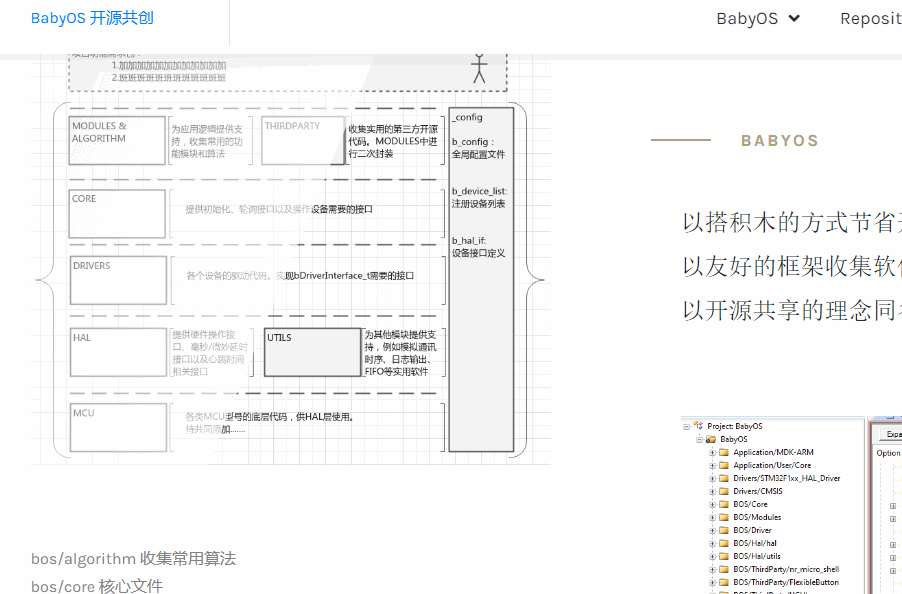 BabyOS 开源共创
BabyOS
Reposit
1.加加加加加加加加加加加加加
2.班班班班班班班班班班班班
MODULES &
ALGORITHM
为应用逻辑提供支
持，收集常用的功
能模块和算法
THIRDPARTY
收集实用的第三方开源
代码。MODULES中进
行二次封装
CORE
提供初始化、轮询接口以及操作设备需要的接口
DRIVERS
各个设备的驱动代码。实现bDriverInterface_t需要的接口
HAL
提供硬件操作接
口、毫秒/微妙延时
接口以及心跳时间
相关接口
UTILS
为其他模块提供支
持，例如模拟通讯
时序、日志输出、
FIFO等实用软件
MCU
各类MCU型号的底层代码，供HAL层使用。
待共同添加......
_config
b_config：
全局配置文件
b_device_list:
注册设备列表
b_hal_if:
设备接口定义
bos/algorithm 收集常用算法
bos/core 核心文件
BABYOS
以搭积木的方式节省
以友好的框架收集软
以开源共享的理念同
Project: BabyOS
BabyOS
Application/MDK-ARM
Application/User/Core
Drivers/STM32F1xx_HAL_Driver
Drivers/CMSIS
BOS/Core
BOS/Modules
BOS/Driver
BOS/Hal/hal
BOS/Hal/utils
BOS/ThirdParty/nr_micro_shell
BOS/ThirdParty/FlexibleButton
Expa
Option